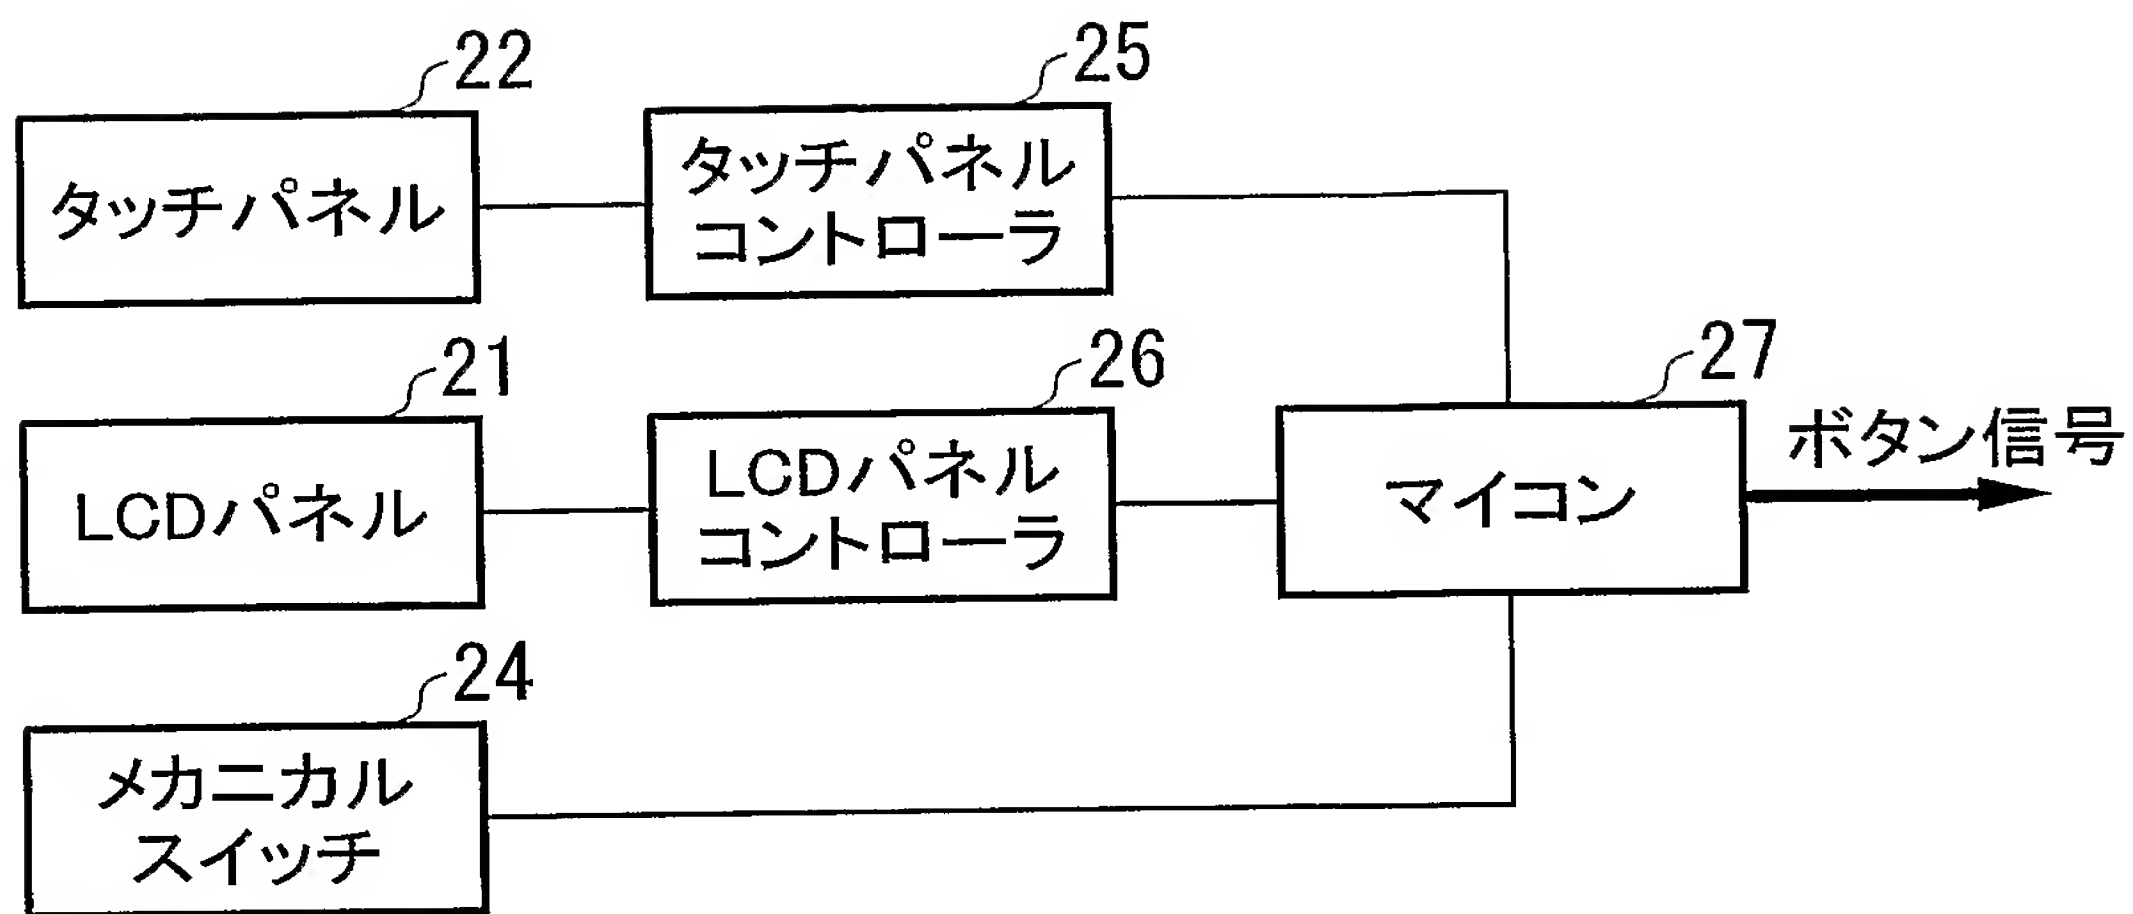 22
タッチパネル
25
タッチパネル
コントローラ
21
LCDパネル
26
LCDパネル
コントローラ
27
マイコン
ボタン信号
24
メカニカル
スイッチ